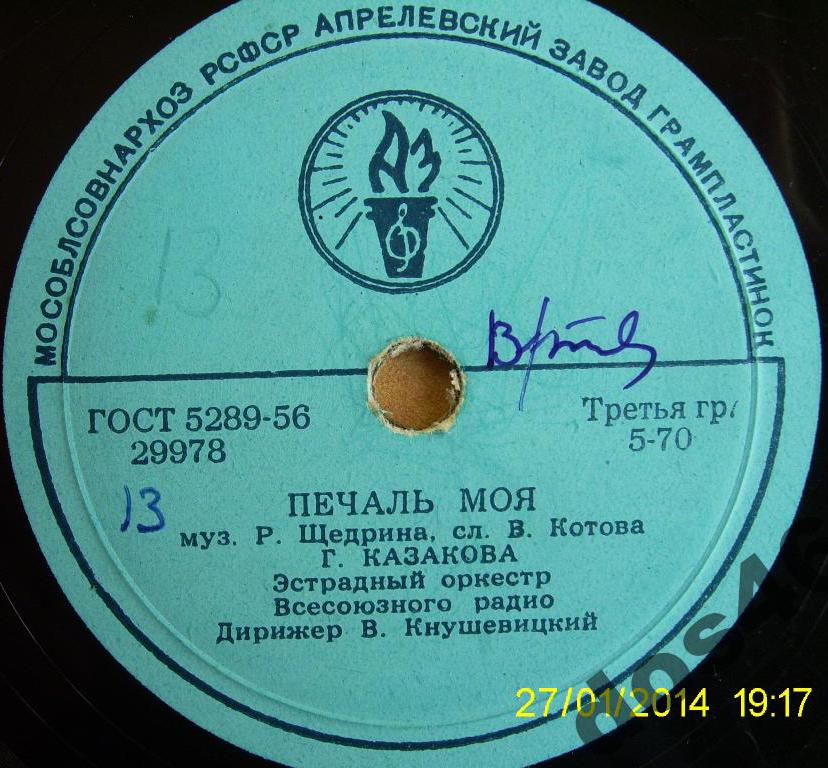 МОСОБЛСОВНАРХОЗ РСФСР АПРЕЛЕВСКИЙ ЗАВОД ГРАМПЛАСТИНОК
АЗ
13
ГОСТ 5289-56
Третья гр
29978
5-70
13
ПЕЧАЛЬ МОЯ
муз. Р. Щедрина, сл. В. Котова
Г. КАЗАКОВА
Эстрадный оркестр
Всесоюзного радио
Дирижер В. Кнушевицкий
27/01/2014 19:17